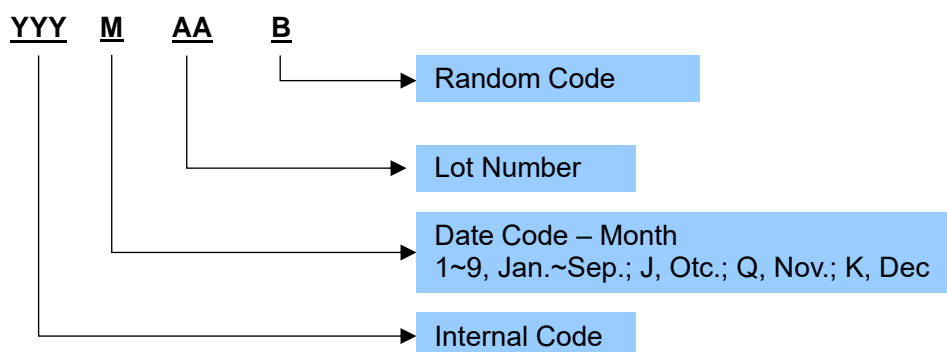 YYY M AA B
Random Code
Lot Number
Date Code – Month
1~9, Jan.~Sep.; J, Otc.; Q, Nov.; K, Dec
Internal Code